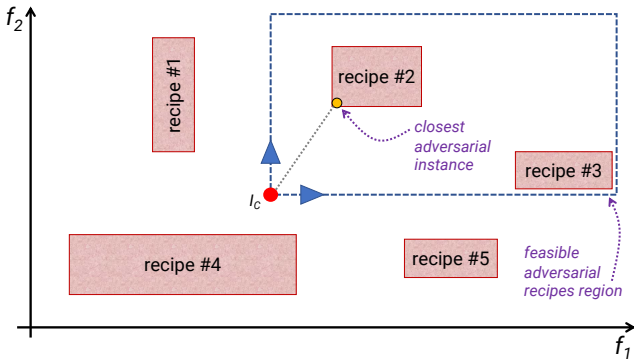 f2
recipe #1
recipe #2
closest
adversarial
instance
recipe #3
IC
recipe #4
recipe #5
feasible
adversarial
recipes region
f1